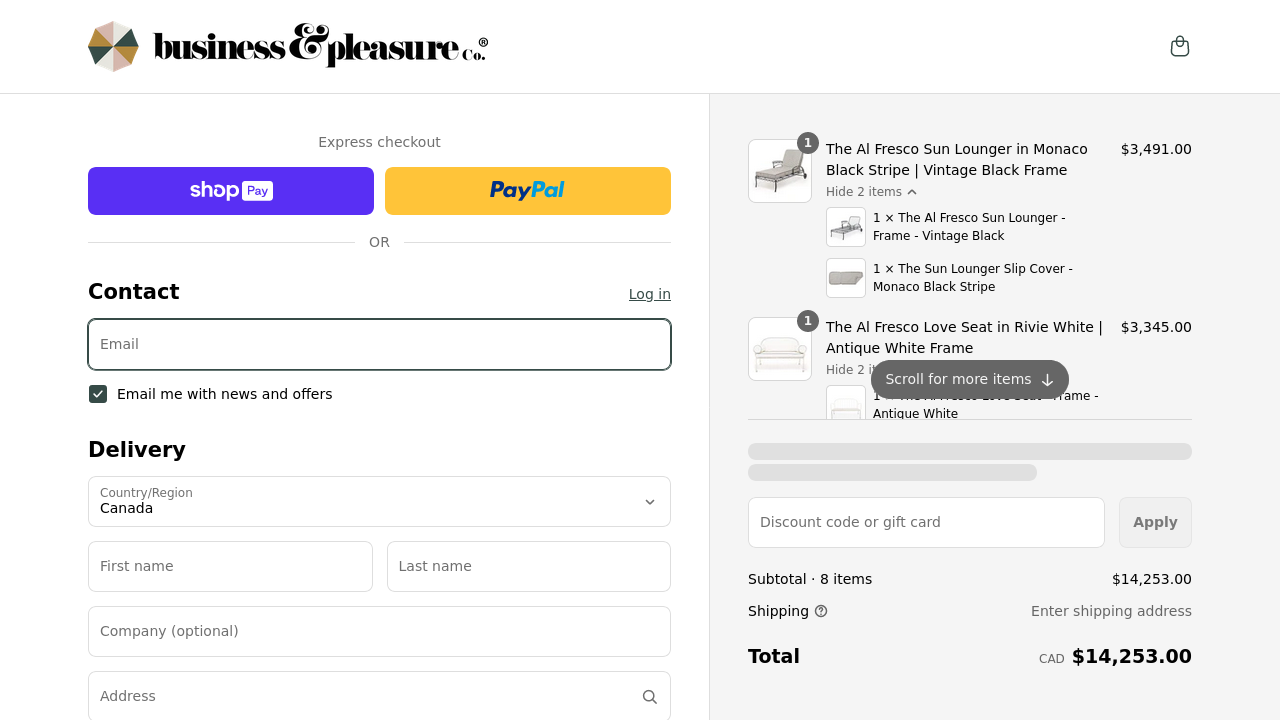 business & pleasure Co.®
Express checkout
shop Pay
PayPal
OR
Contact
Log in
Email
Email me with news and offers
Delivery
Country/Region
Canada
First name
Last name
Company (optional)
Address
1
The Al Fresco Sun Lounger in Monaco
Black Stripe | Vintage Black Frame
$3,491.00
Hide 2 items
1 × The Al Fresco Sun Lounger -
Frame - Vintage Black
1 × The Sun Lounger Slip Cover -
Monaco Black Stripe
1
The Al Fresco Love Seat in Rivie White |
Antique White Frame
$3,345.00
Hide 2
Scroll for more items
1 × The Al Fresco Love Seat - Frame -
Antique White
Discount code or gift card
Apply
Subtotal · 8 items
$14,253.00
Shipping
Enter shipping address
Total
CAD $14,253.00